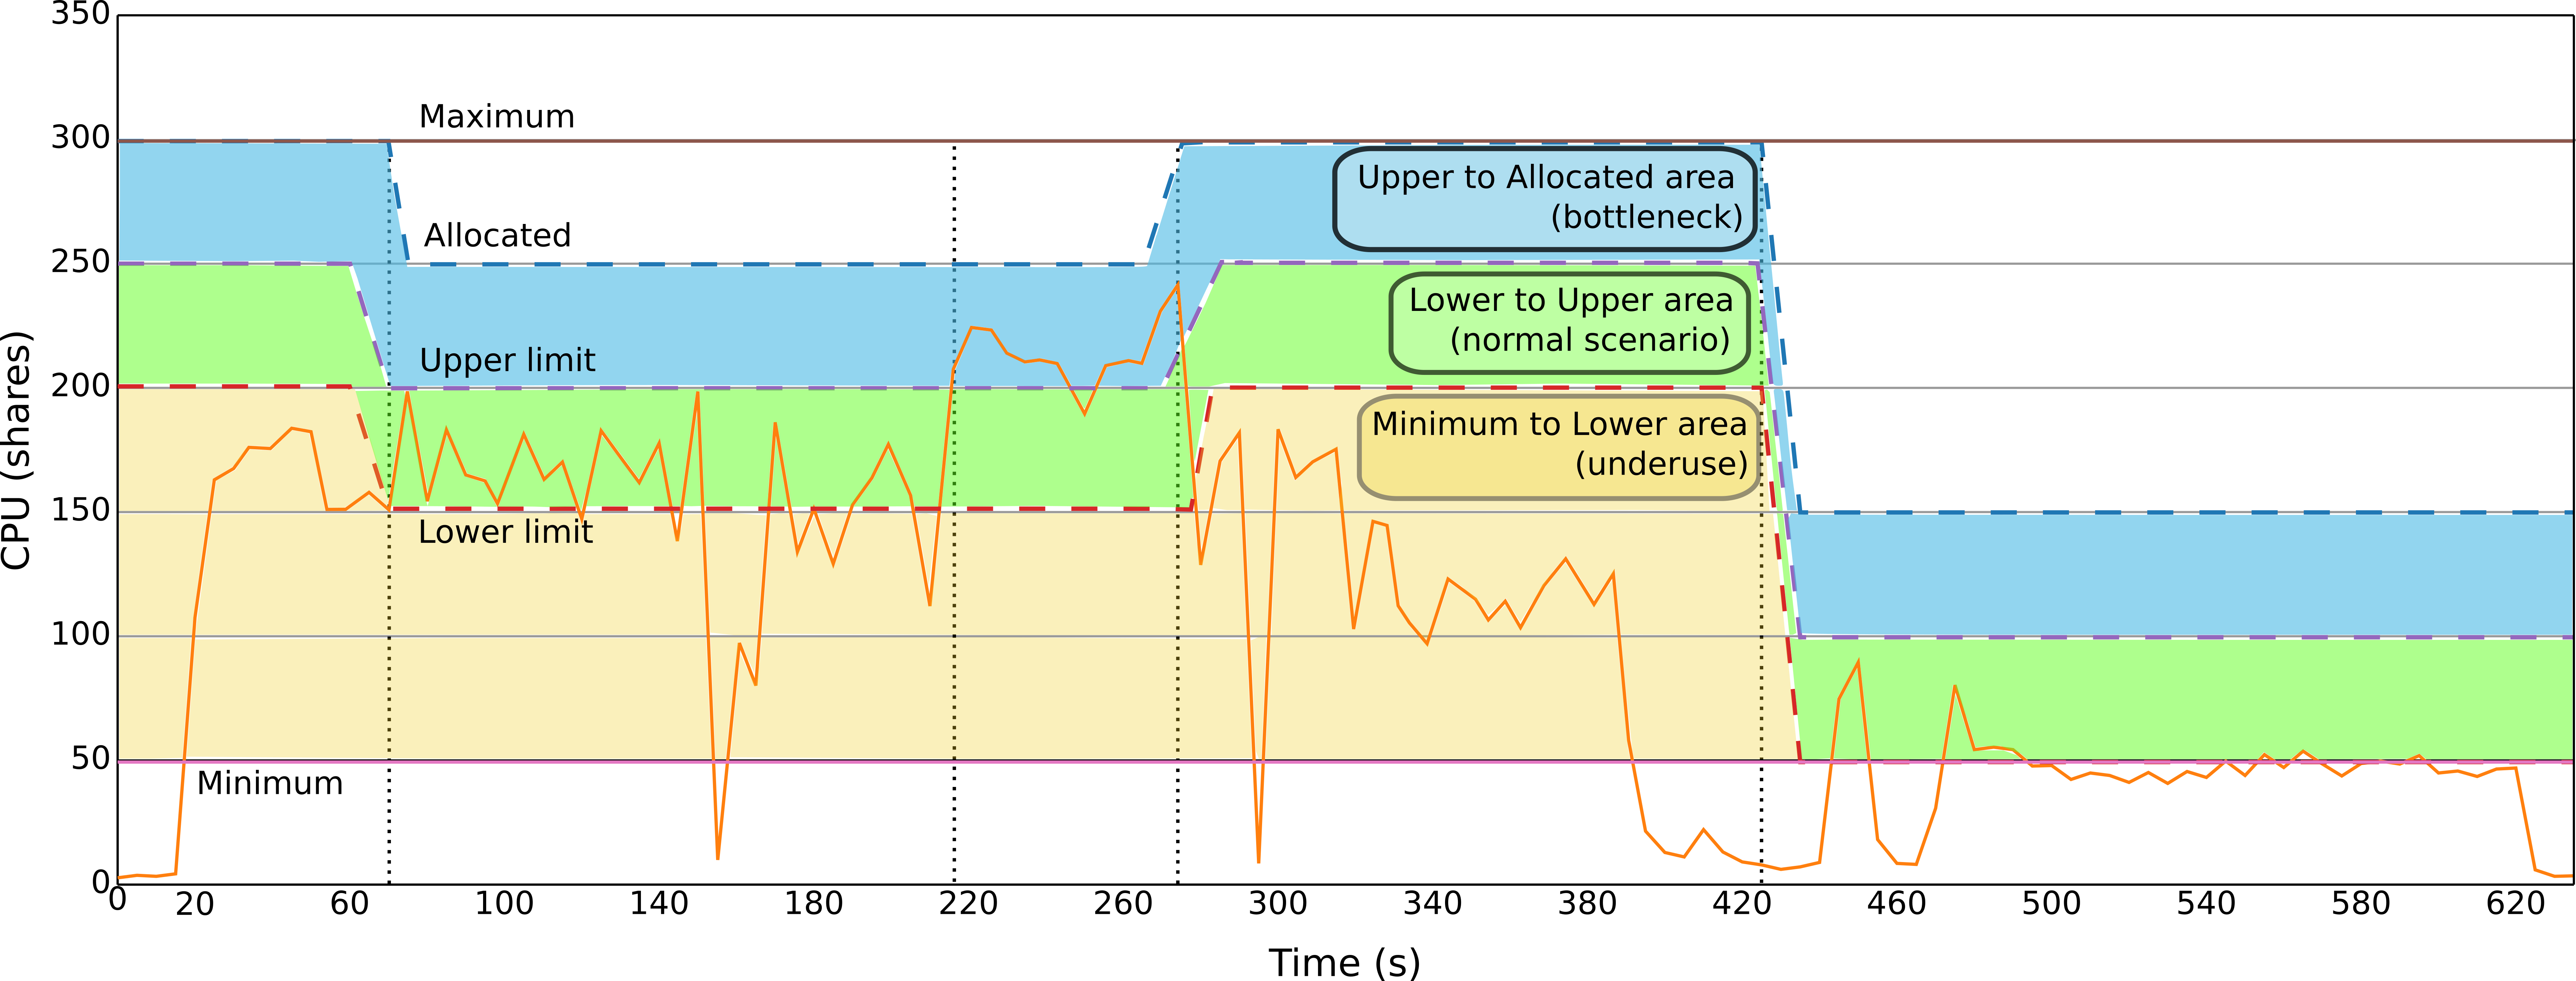 350
300
250
200
150
100
50
0
CPU (shares)
Maximum
Allocated
Upper limit
Lower limit
Minimum
Upper to Allocated area
(bottleneck)
Lower to Upper area
(normal scenario)
Minimum to Lower area
(underuse)
0 20 60 100 140 180 220 260 300 340 380 420 460 500 540 580 620
Time (s)